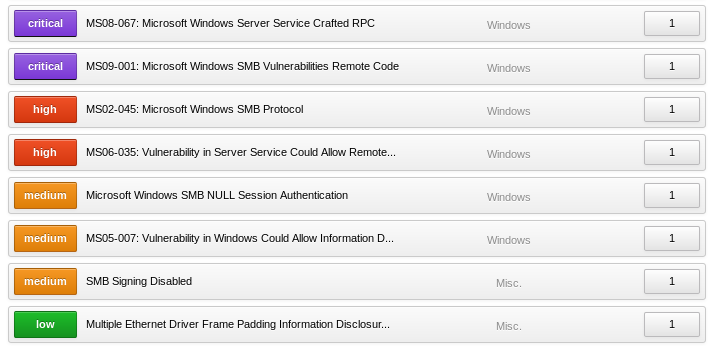 critical MS08-067: Microsoft Windows Server Service Crafted RPC Windows 1
critical MS09-001: Microsoft Windows SMB Vulnerabilities Remote Code Windows 1
high MS02-045: Microsoft Windows SMB Protocol Windows 1
high MS06-035: Vulnerability in Server Service Could Allow Remote... Windows 1
medium Microsoft Windows SMB NULL Session Authentication Windows 1
medium MS05-007: Vulnerability in Windows Could Allow Information D... Windows 1
medium SMB Signing Disabled Misc. 1
low Multiple Ethernet Driver Frame Padding Information Disclosur... Misc. 1